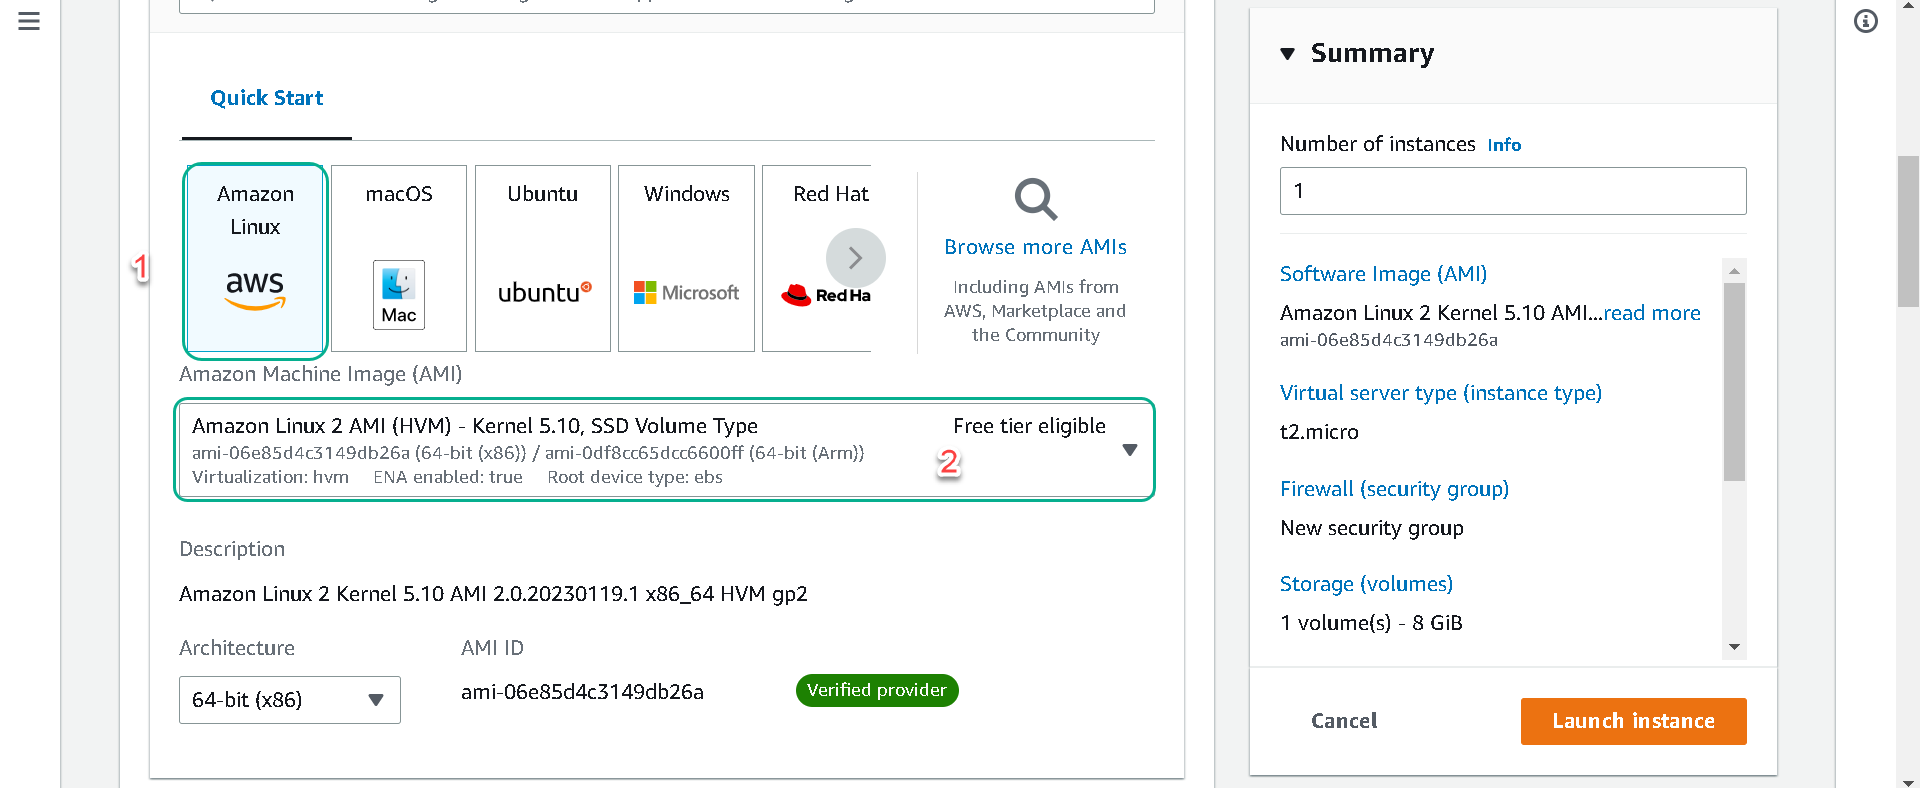 Quick Start
Amazon
Linux
aws
macOS
Mac
Ubuntu
ubuntu
Windows
Microsoft
Red Hat
Red Ha
Browse more AMIs
Including AMIs from
AWS, Marketplace and
the Community
1
Amazon Machine Image (AMI)
Amazon Linux 2 AMI (HVM) - Kernel 5.10, SSD Volume Type
Free tier eligible
ami-06e85d4c3149db26a (64-bit (x86)) / ami-0df8cc65dcc6600ff (64-bit (Arm))
2
Virtualization: hvm ENA enabled: true Root device type: ebs
Description
Amazon Linux 2 Kernel 5.10 AMI 2.0.20230119.1 x86_64 HVM gp2
Architecture
AMI ID
64-bit (x86)
ami-06e85d4c3149db26a
Verified provider
Summary
Number of instances Info
1
Software Image (AMI)
Amazon Linux 2 Kernel 5.10 AMI...read more
ami-06e85d4c3149db26a
Virtual server type (instance type)
t2.micro
Firewall (security group)
New security group
Storage (volumes)
1 volume(s) - 8 GiB
Cancel
Launch instance